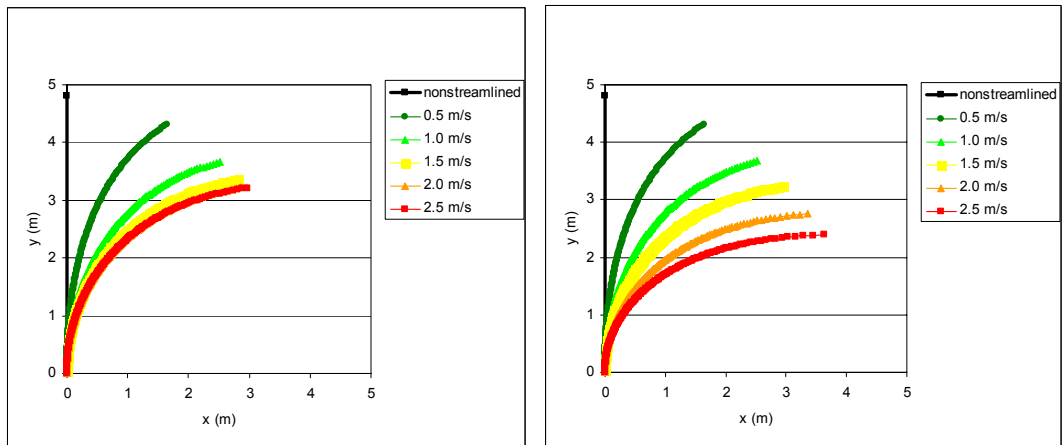 5
4
3
2
1
0
0 1 2 3 4 5
y (m)
x (m)
nonstreamlined
0.5 m/s
1.0 m/s
1.5 m/s
2.0 m/s
2.5 m/s
5
4
3
2
1
0
0 1 2 3 4 5
y (m)
x (m)
nonstreamlined
0.5 m/s
1.0 m/s
1.5 m/s
2.0 m/s
2.5 m/s